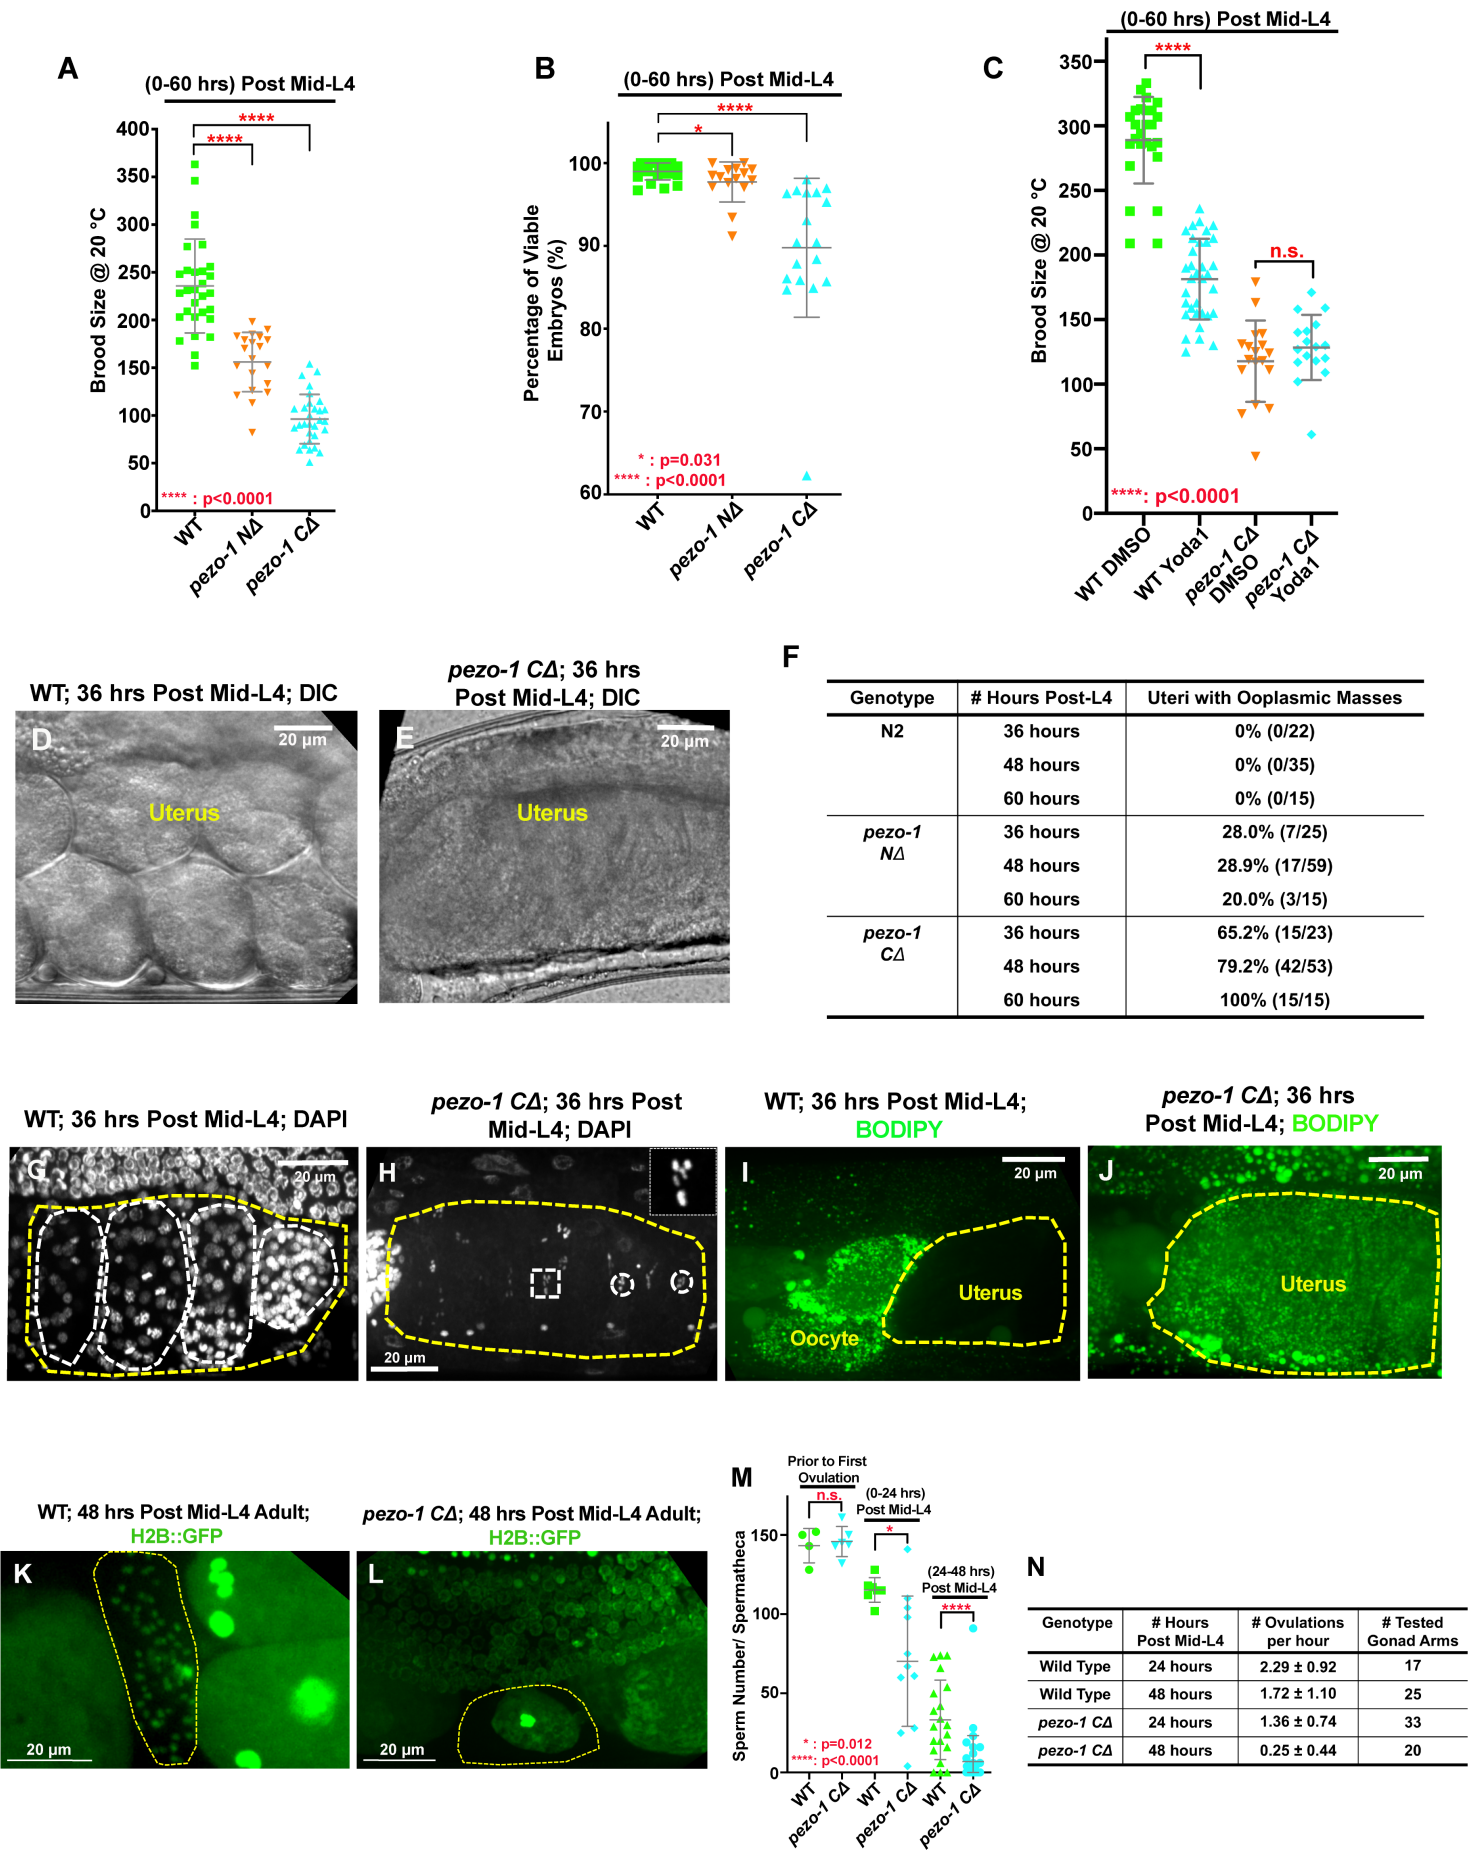 A
(0-60 hrs) Post Mid-L4
****
****
Brood Size @ 20 °C
400
350
300
250
200
150
100
50
0
**** : p<0.0001
WT
pezo-1 NΔ
pezo-1 CΔ
B
(0-60 hrs) Post Mid-L4
****
*
Percentage of Viable
Embryos (%)
100
90
80
70
60
* : p=0.031
**** : p<0.0001
WT
pezo-1 NΔ
pezo-1 CΔ
C
(0-60 hrs) Post Mid-L4
****
n.s.
Brood Size @ 20 °C
350
300
250
200
150
100
50
0
****: p<0.0001
WT DMSO
WT Yoda1
pezo-1 CΔ
DMSO
pezo-1 CΔ
Yoda1
WT; 36 hrs Post Mid-L4; DIC
D
20 µm
Uterus
pezo-1 CΔ; 36 hrs
Post Mid-L4; DIC
E
20 µm
Uterus
F
Genotype # Hours Post-L4 Uteri with Ooplasmic Masses
N2 36 hours 0% (0/22)
48 hours 0% (0/35)
60 hours 0% (0/15)
pezo-1 36 hours 28.0% (7/25)
NΔ
48 hours 28.9% (17/59)
60 hours 20.0% (3/15)
pezo-1 36 hours 65.2% (15/23)
CΔ
48 hours 79.2% (42/53)
60 hours 100% (15/15)
WT; 36 hrs Post Mid-L4; DAPI
G
20 µm
pezo-1 CΔ; 36 hrs Post
Mid-L4; DAPI
H
20 µm
WT; 36 hrs Post Mid-L4;
BODIPY
I
20 µm
Uterus
Oocyte
pezo-1 CΔ; 36 hrs
Post Mid-L4; BODIPY
J
20 µm
Uterus
WT; 48 hrs Post Mid-L4 Adult;
H2B::GFP
K
20 µm
pezo-1 CΔ; 48 hrs Post Mid-L4 Adult;
H2B::GFP
L
20 µm
M
Prior to First
Ovulation
n.s.
(0-24 hrs)
Post Mid-L4
*
(24-48 hrs)
Post Mid-L4
****
Sperm Number/ Spermatheca
150
100
50
0
* : p=0.012
****: p<0.0001
WT
pezo-1 CΔ
WT
pezo-1 CΔ
WT
pezo-1 CΔ
N
Genotype # Hours # Ovulations # Tested
Post Mid-L4 per hour Gonad Arms
Wild Type 24 hours 2.29 ± 0.92 17
Wild Type 48 hours 1.72 ± 1.10 25
pezo-1 CΔ 24 hours 1.36 ± 0.74 33
pezo-1 CΔ 48 hours 0.25 ± 0.44 20